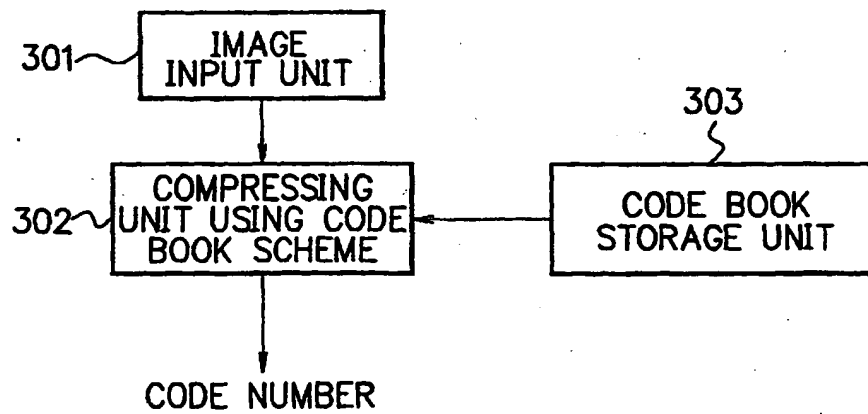 301
IMAGE
INPUT UNIT
303
302
COMPRESSING
UNIT USING CODE
BOOK SCHEME
CODE BOOK
STORAGE UNIT
CODE NUMBER